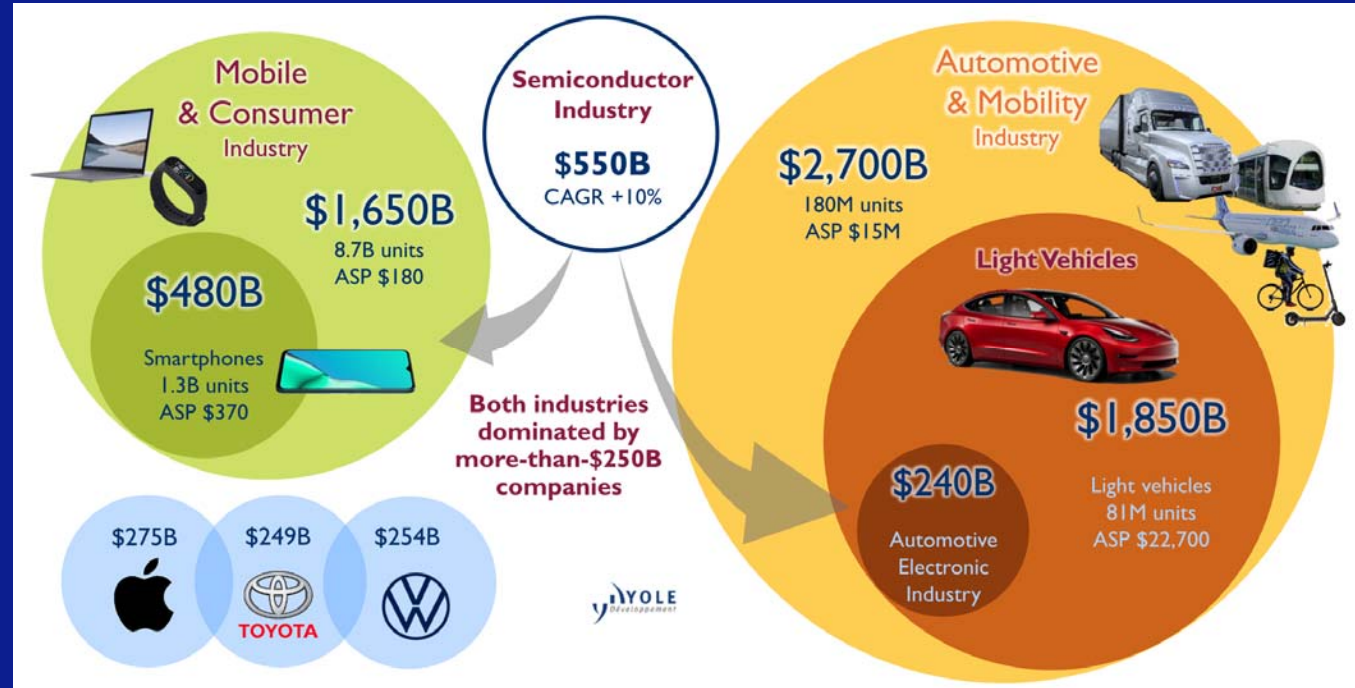 Mobile
& Consumer
Industry
$1,650B
8.7B units
ASP $180
$480B
Smartphones
1.3B units
ASP $370
Semiconductor
Industry
$550B
CAGR +10%
Both industries
dominated by
more-than-$250B
companies
Automotive
& Mobility
Industry
$2,700B
180M units
ASP $15M
Light Vehicles
$1,850B
Light vehicles
81M units
ASP $22,700
$240B
Automotive
Electronic
Industry
$275B
$249B
TOYOTA
$254B
YOLE
Développement